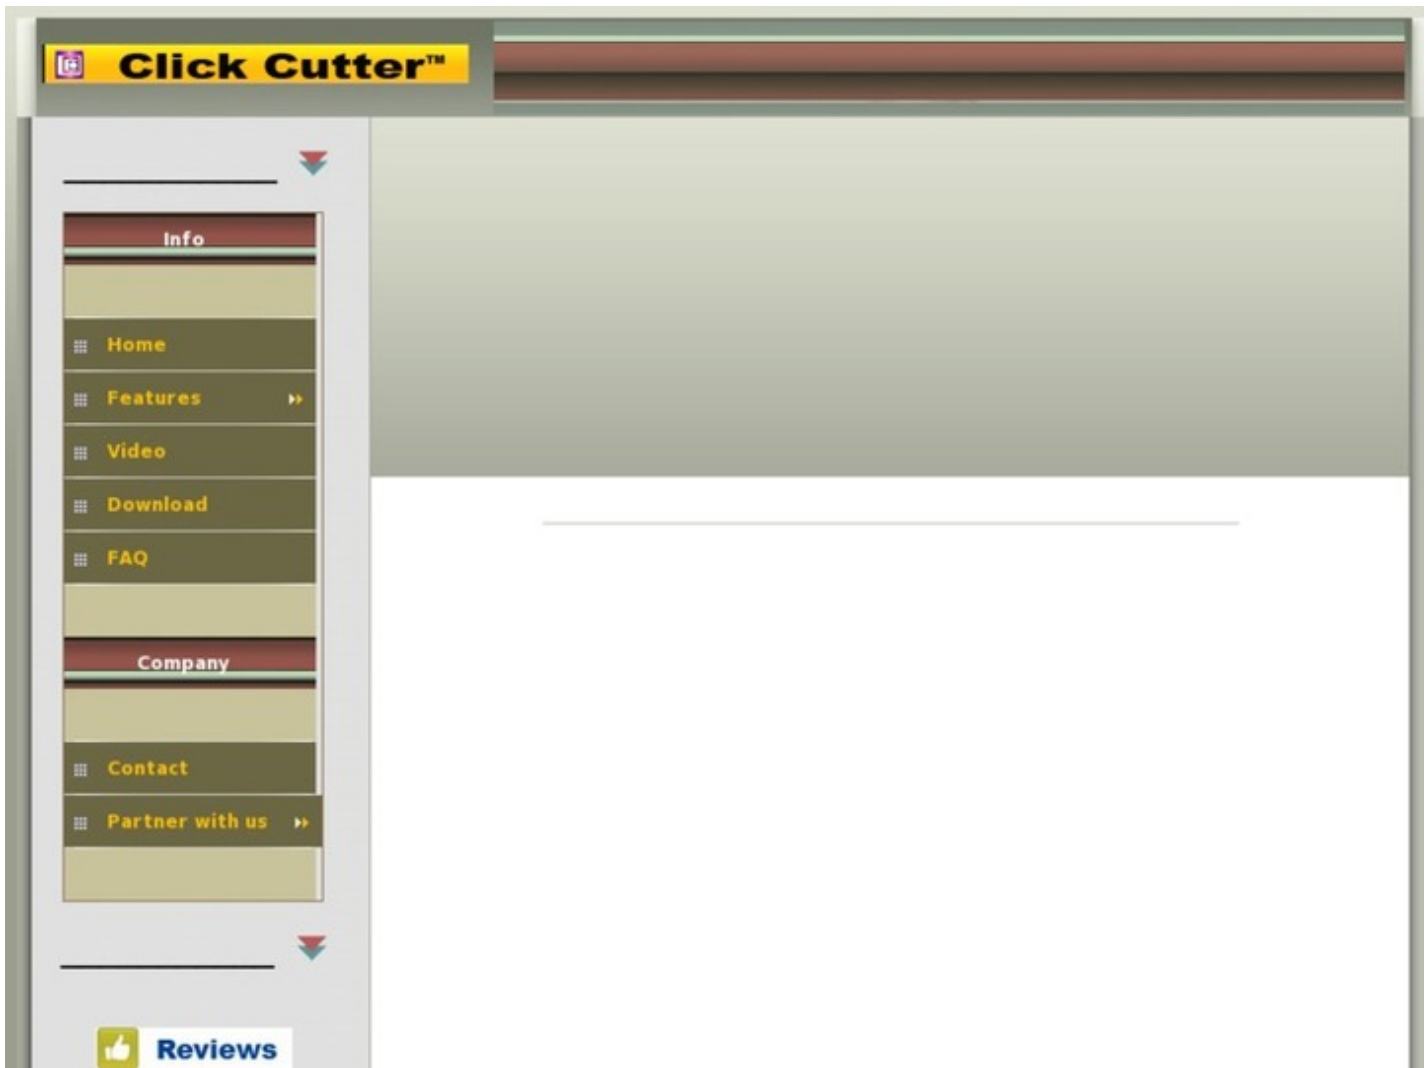 Click Cutter™
Info
Home
Features
Video
Download
FAQ
Company
Contact
Partner with us
Reviews